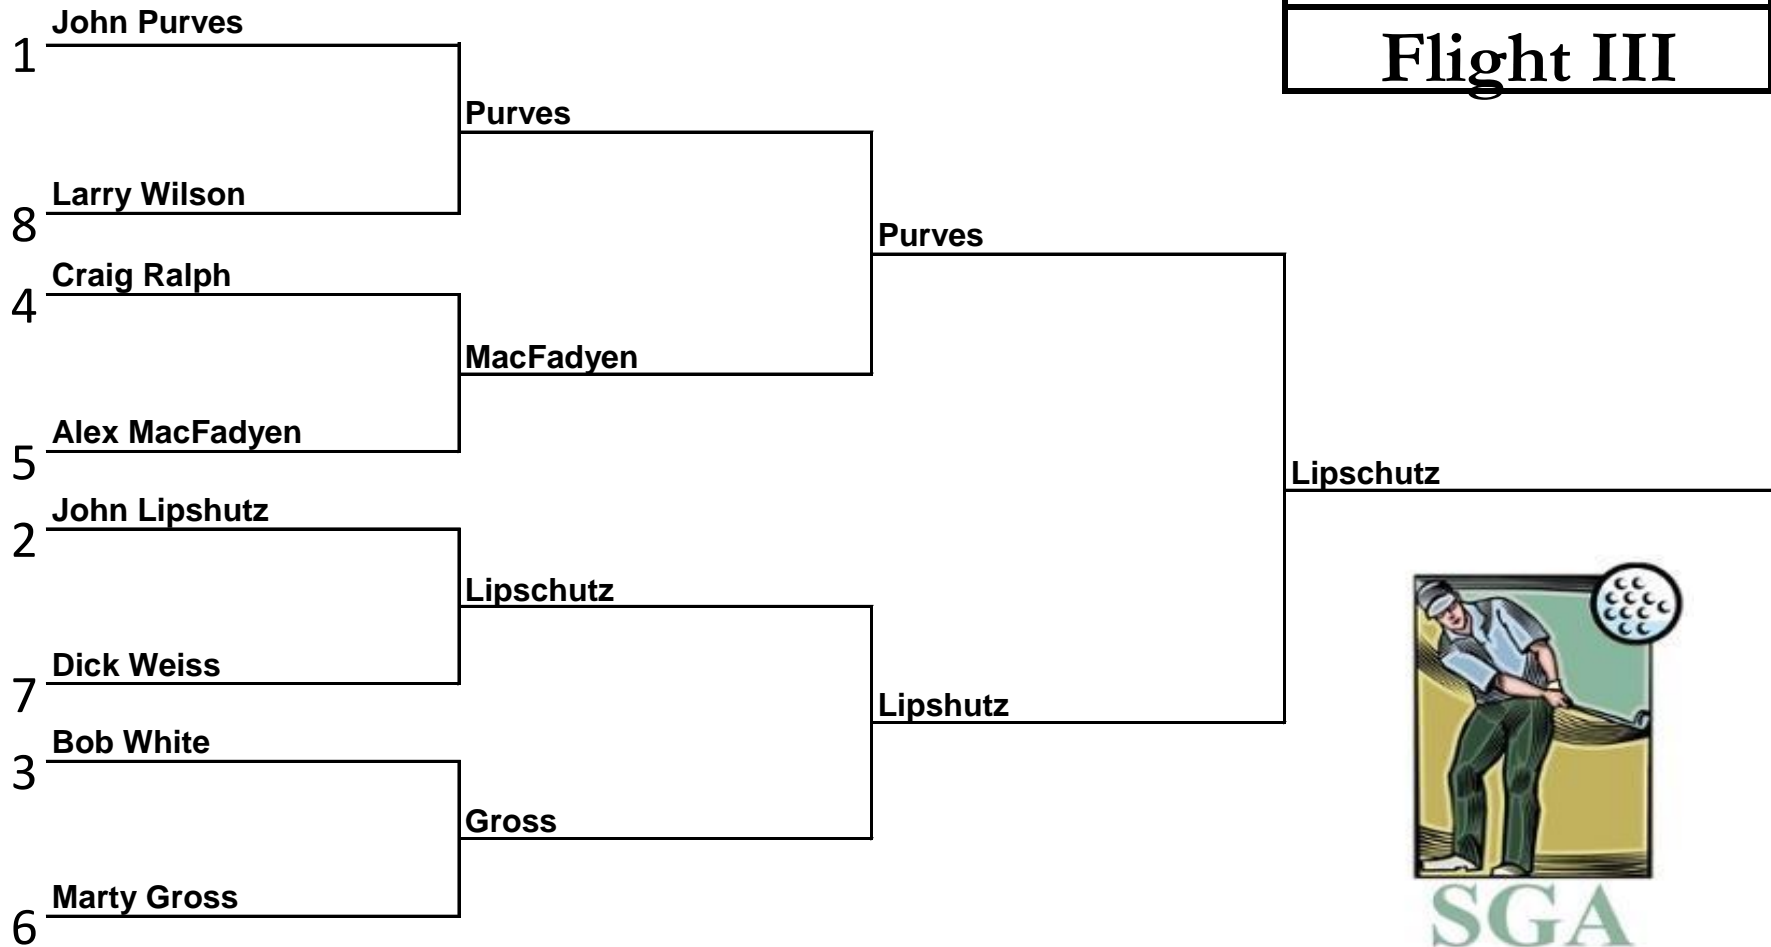 Flight III
John Purves
1
Purves
Larry Wilson
8
Purves
Craig Ralph
4
MacFadyen
Alex MacFadyen
5
Lipschutz
John Lipshutz
2
Lipschutz
Dick Weiss
7
Lipshutz
Bob White
3
Gross
Marty Gross
6
SGA